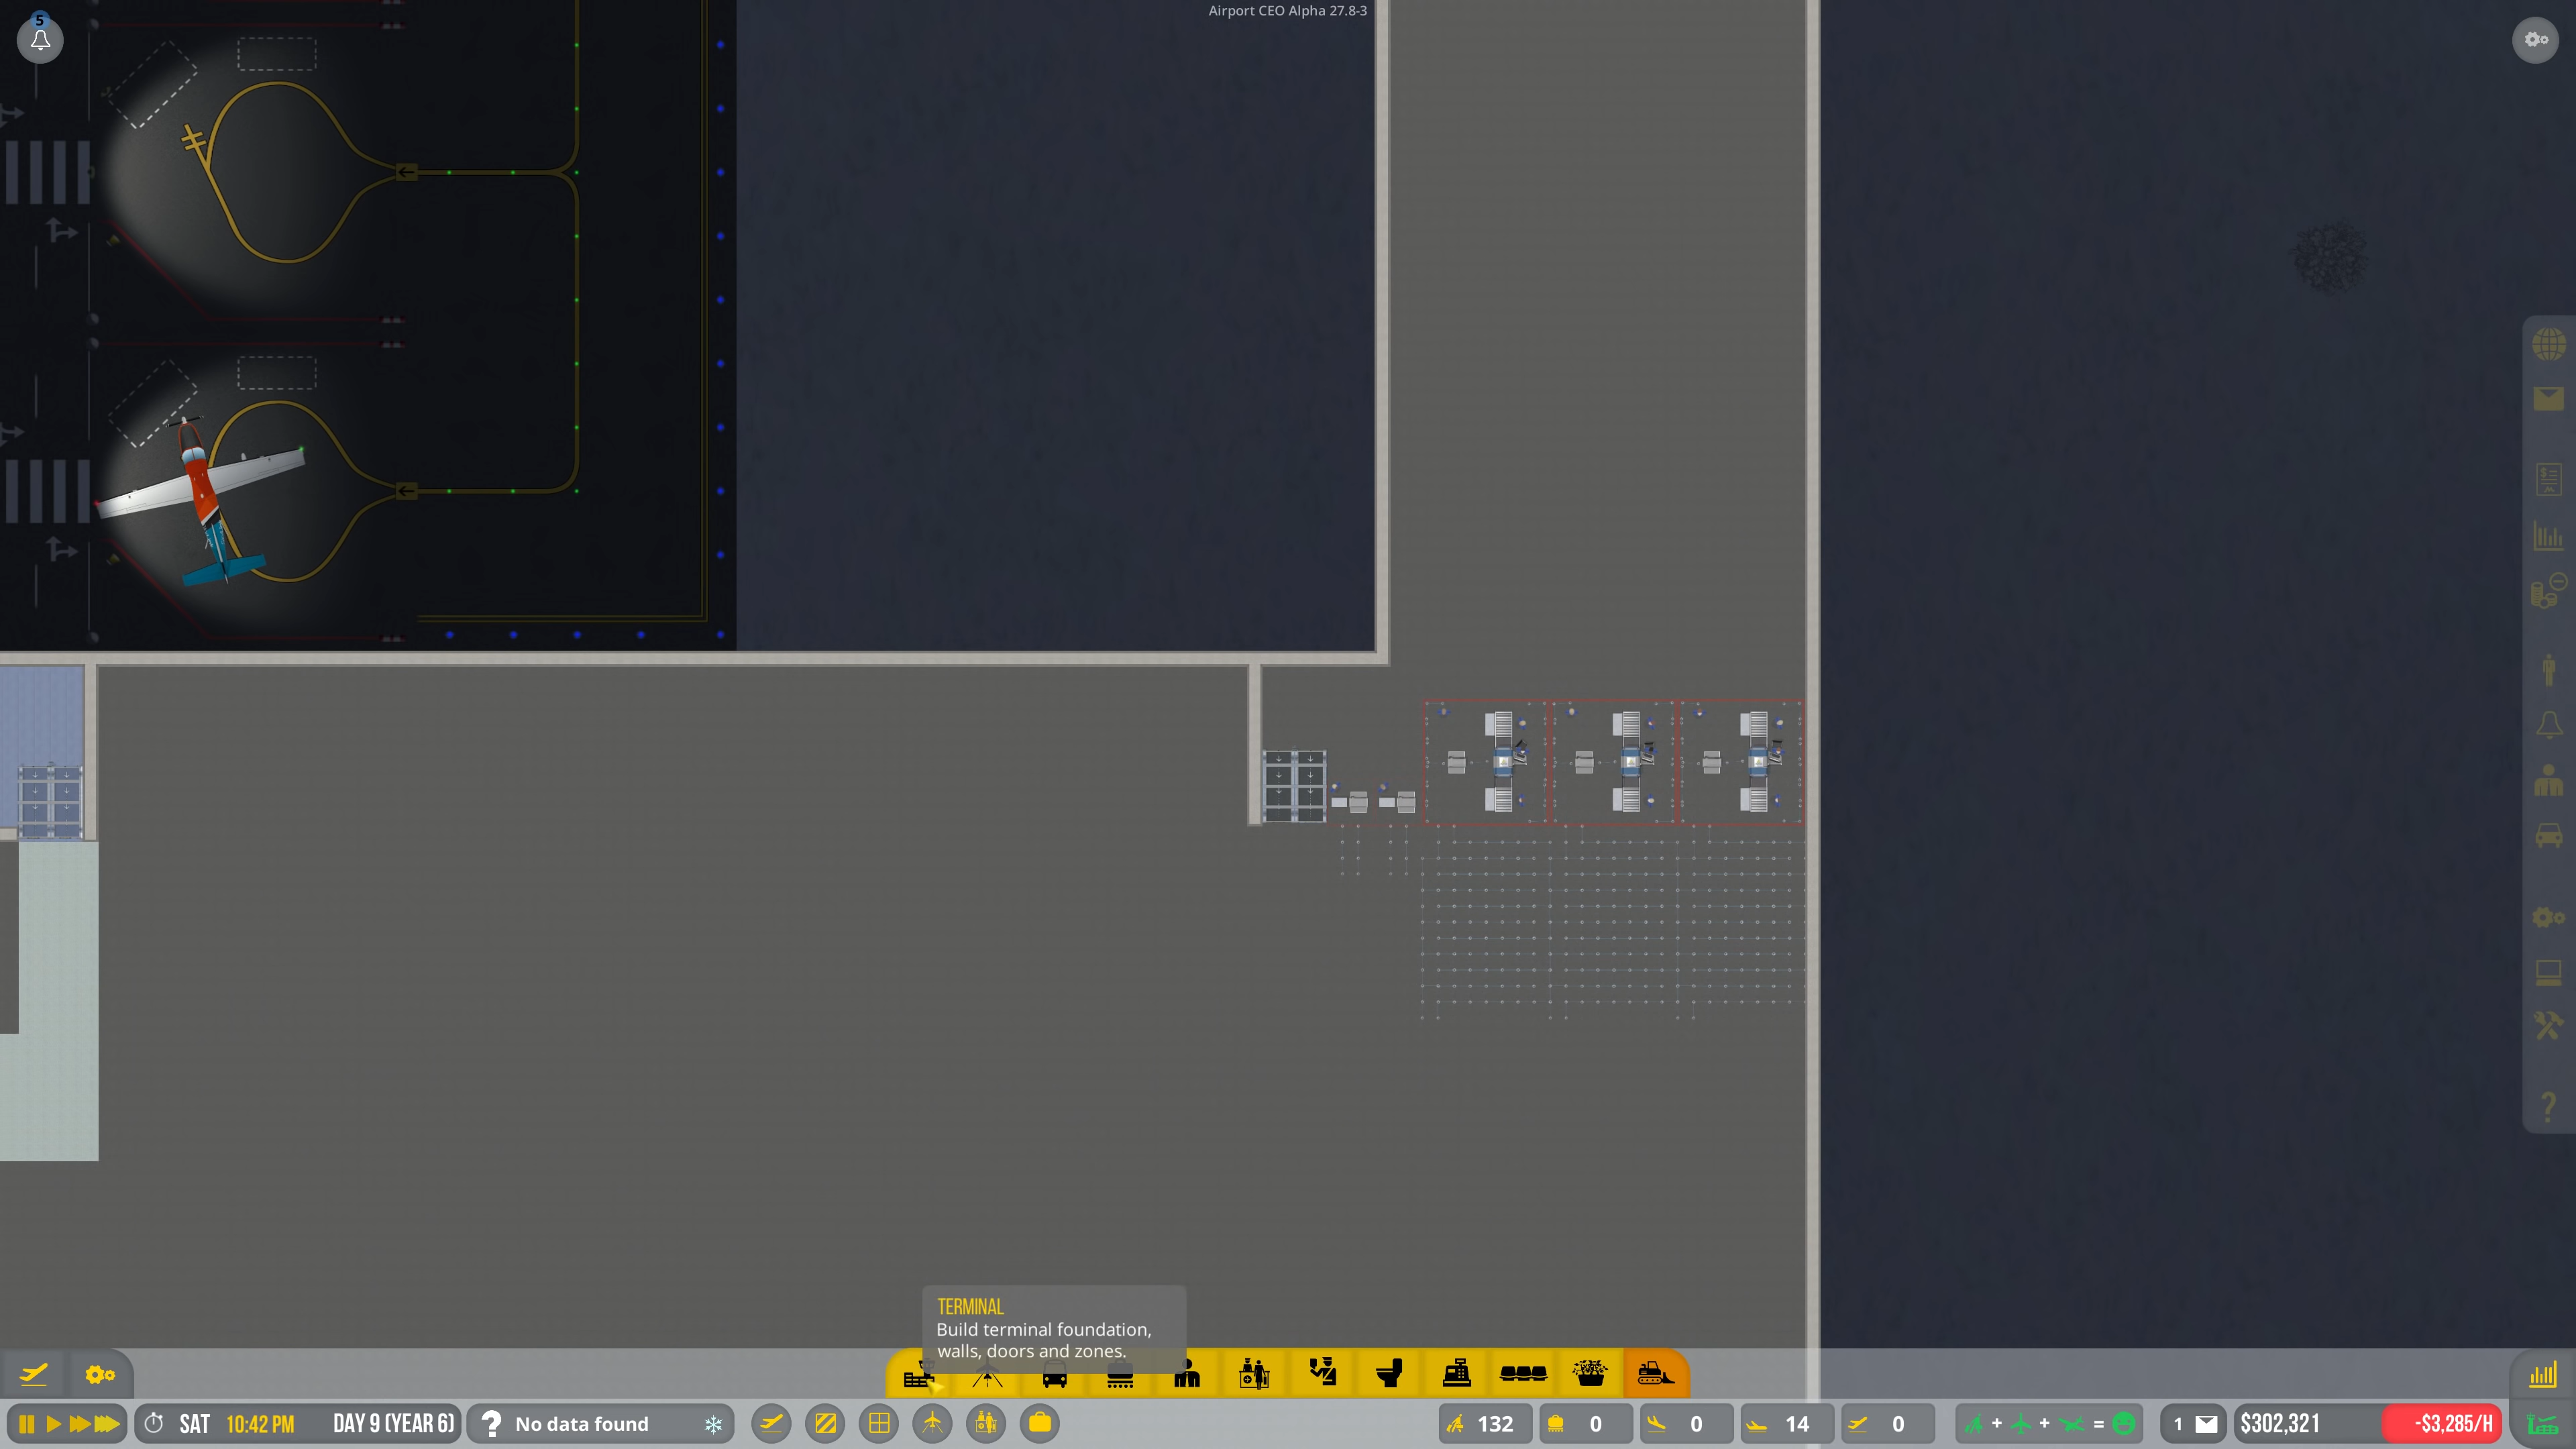 5
Airport CEO Alpha 27.8-3
TERMINAL
Build terminal foundation,
walls, doors and zones.
SAT 10:42 PM DAY 9 (YEAR 6)
? No data found
132
0
0
14
0
+ + =
1
$302,321
-$3,285/H